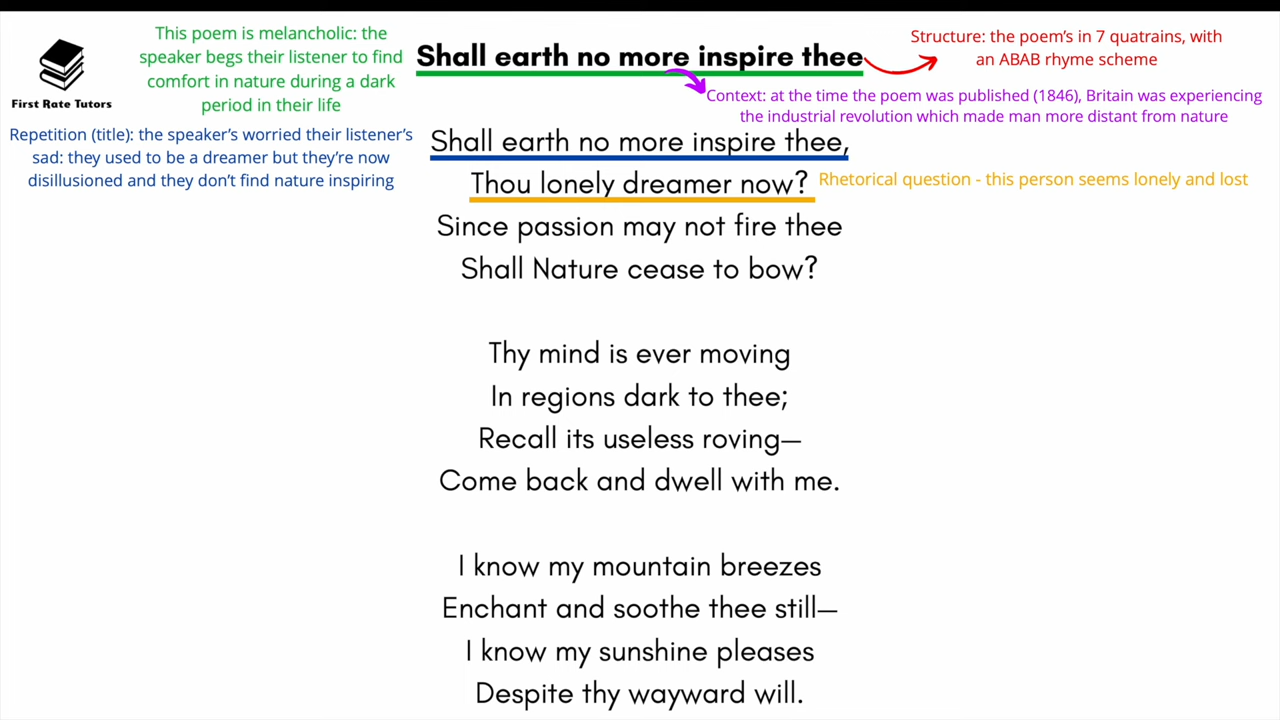 This poem is melancholic: the
speaker begs their listener to find
comfort in nature during a dark
period in their life
First Rate Tutors
Shall earth no more inspire thee
Structure: the poem's in 7 quatrains, with
an ABAB rhyme scheme
Context: at the time the poem was published (1846), Britain was experiencing
the industrial revolution which made man more distant from nature
Repetition (title): the speaker's worried their listener's
sad: they used to be a dreamer but they're now
disillusioned and they don't find nature inspiring
Shall earth no more inspire thee,
Thou lonely dreamer now?
Rhetorical question - this person seems lonely and lost
Since passion may not fire thee
Shall Nature cease to bow?
Thy mind is ever moving
In regions dark to thee;
Recall its useless roving—
Come back and dwell with me.
I know my mountain breezes
Enchant and soothe thee still—
I know my sunshine pleases
Despite thy wayward will.